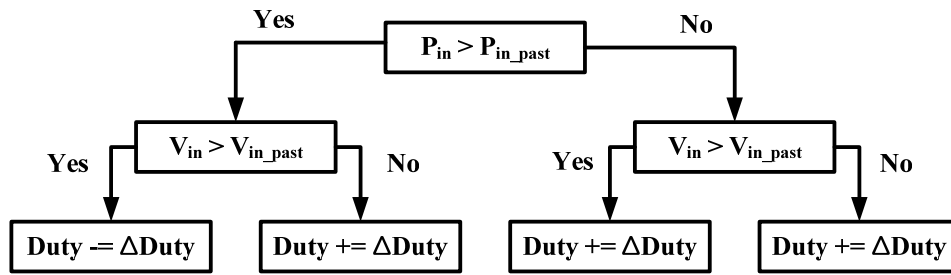 Yes
P_in > P_in_past
No
Yes
V_in > V_in_past
No
Yes
V_in > V_in_past
No
Duty -= ΔDuty
Duty += ΔDuty
Duty += ΔDuty
Duty += ΔDuty